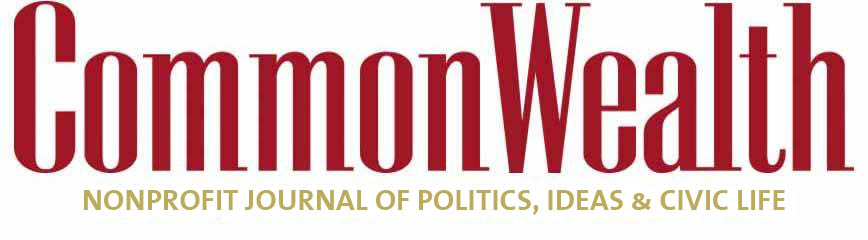 CommonWealth
NONPROFIT JOURNAL OF POLITICS, IDEAS & CIVIC LIFE